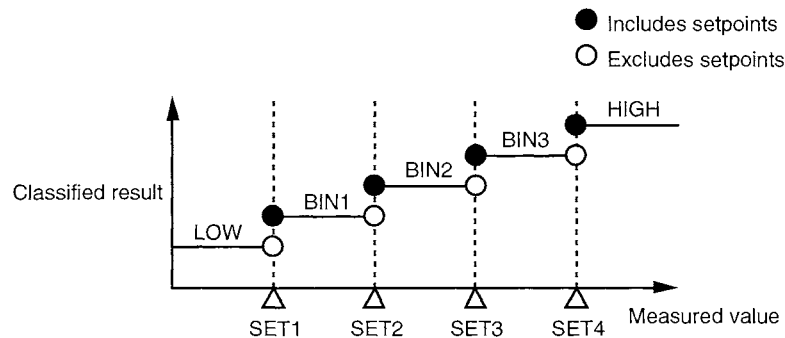 Includes setpoints
Excludes setpoints
HIGH
BIN3
BIN2
BIN1
LOW
Classified result
SET1 SET2 SET3 SET4
Measured value